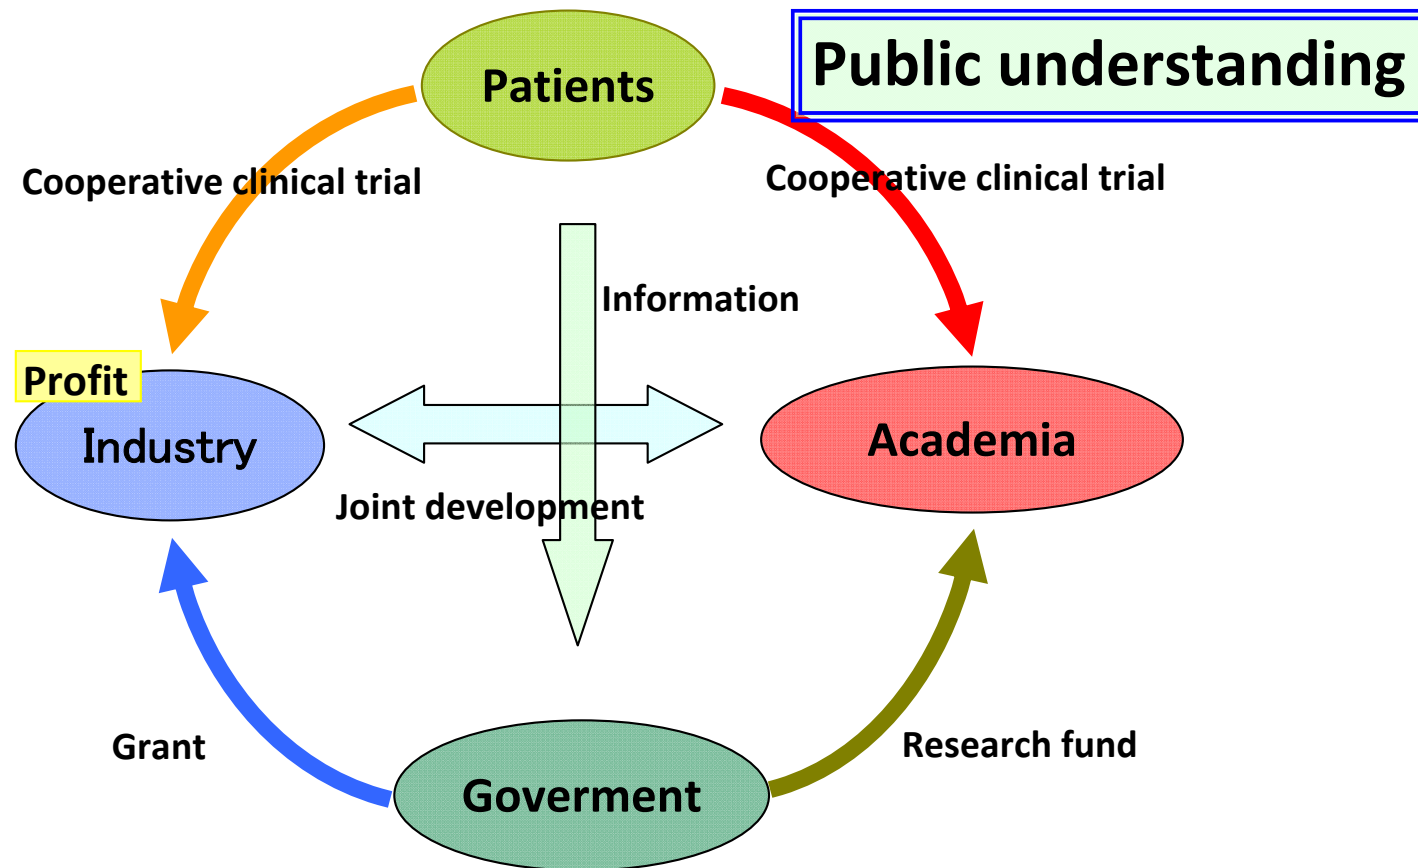 Public understanding
Patients
Cooperative clinical trial
Cooperative clinical trial
Information
Profit
Industry
Academia
Joint development
Grant
Research fund
Goverment